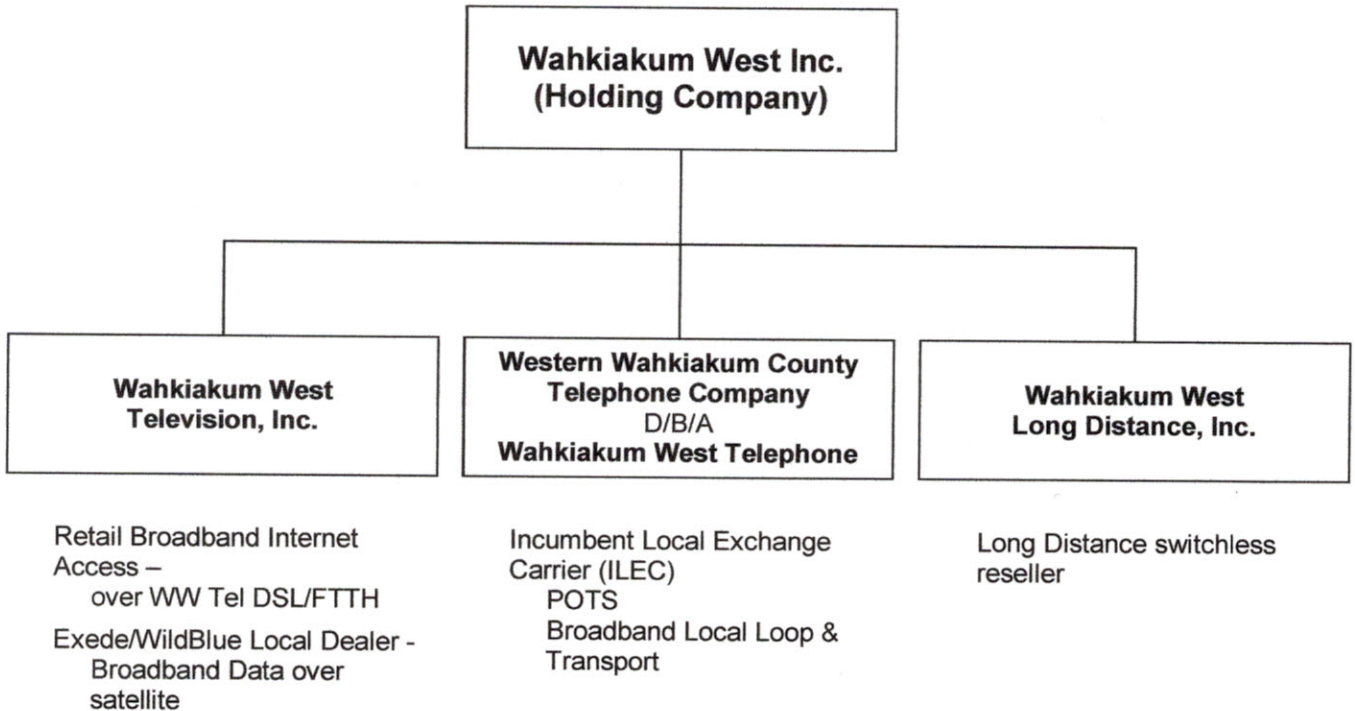 Wahkiakum West Inc.
(Holding Company)
Wahkiakum West
Television, Inc.
Western Wahkiakum County
Telephone Company
D/B/A
Wahkiakum West Telephone
Wahkiakum West
Long Distance, Inc.
Retail Broadband Internet
Access –
over WW Tel DSL/FTTH
Exede/WildBlue Local Dealer -
Broadband Data over
satellite
Incumbent Local Exchange
Carrier (ILEC)
POTS
Broadband Local Loop &
Transport
Long Distance switchless
reseller